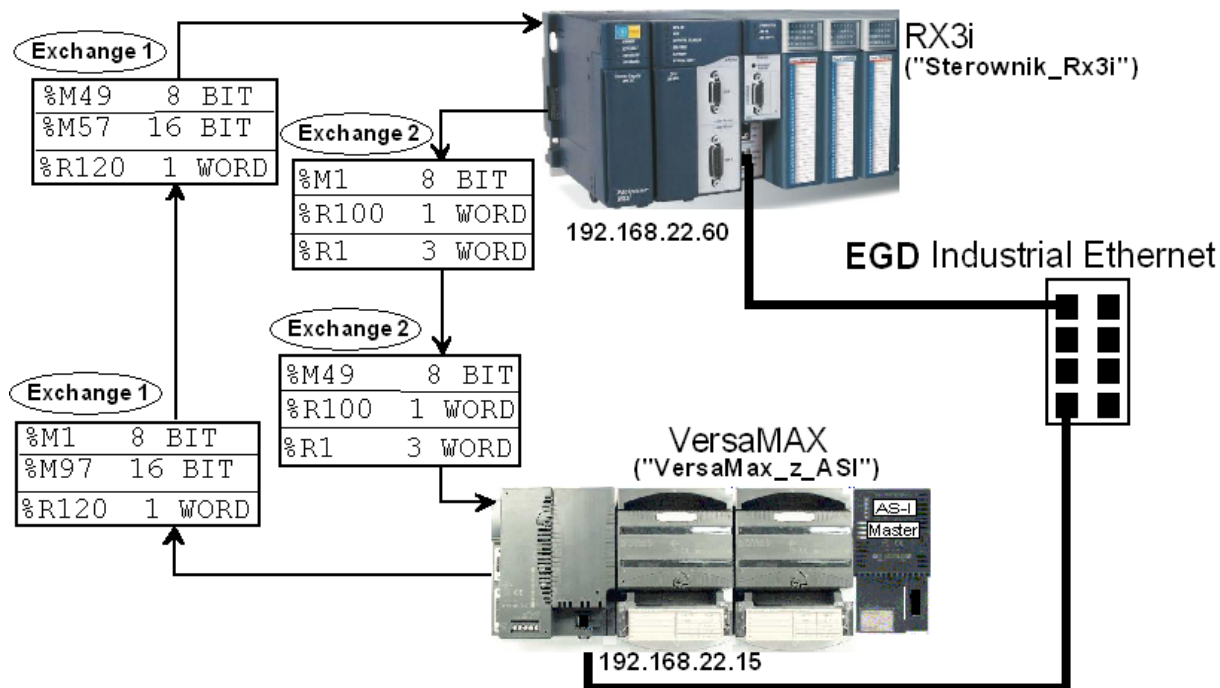 Exchange 1
%M49 8 BIT
%M57 16 BIT
%R120 1 WORD
Exchange 2
%M1 8 BIT
%R100 1 WORD
%R1 3 WORD
RX3i
("Sterownik_Rx3i")
192.168.22.60
EGD Industrial Ethernet
Exchange 2
%M49 8 BIT
%R100 1 WORD
%R1 3 WORD
Exchange 1
%M1 8 BIT
%M97 16 BIT
%R120 1 WORD
VersaMAX
("VersaMax_z_ASI")
AS-I
Master
192.168.22.15